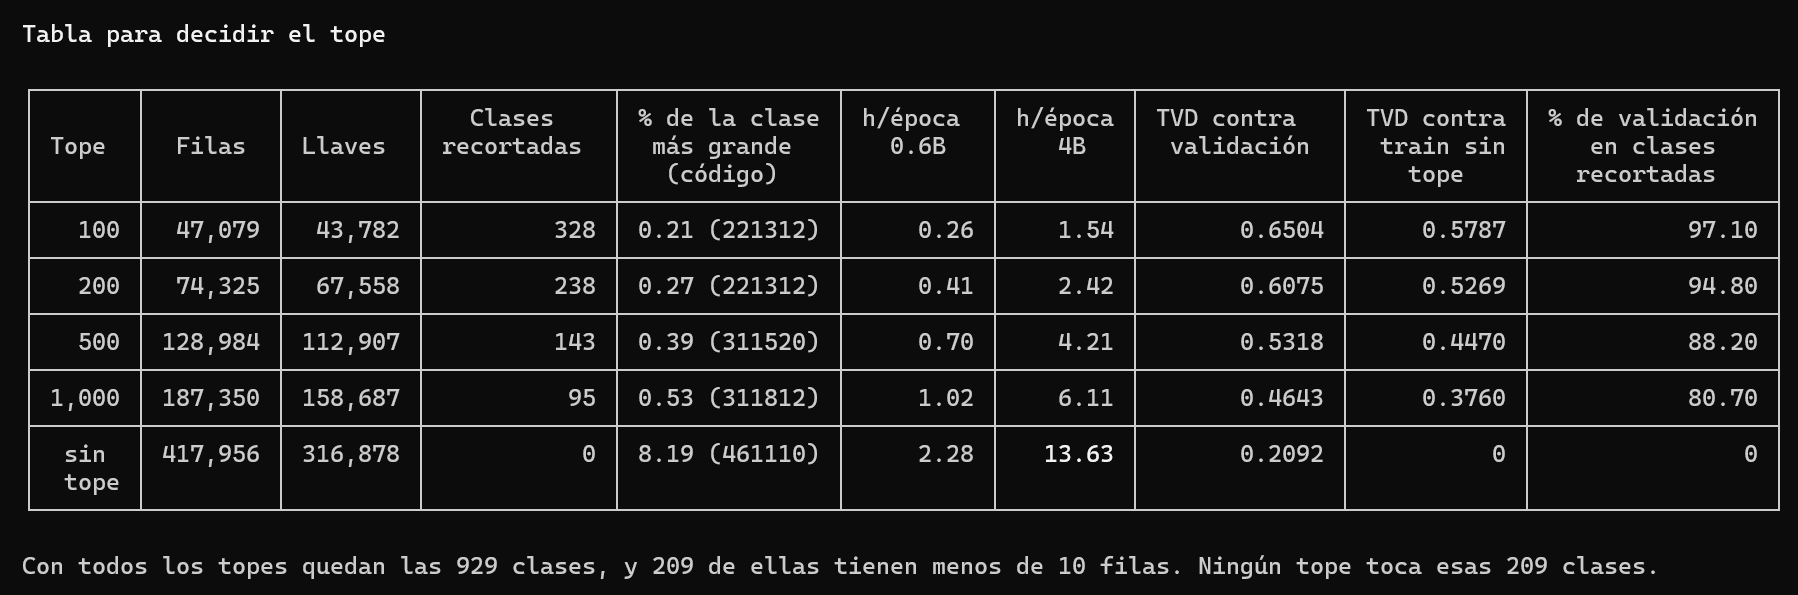 Tabla para decidir el tope
Tope | Filas | Llaves | Clases recortadas | % de la clase más grande (código) | h/época 0.6B | h/época 4B | TVD contra validación | TVD contra train sin tope | % de validación en clases recortadas
100 | 47,079 | 43,782 | 328 | 0.21 (221312) | 0.26 | 1.54 | 0.6504 | 0.5787 | 97.10
200 | 74,325 | 67,558 | 238 | 0.27 (221312) | 0.41 | 2.42 | 0.6075 | 0.5269 | 94.80
500 | 128,984 | 112,907 | 143 | 0.39 (311520) | 0.70 | 4.21 | 0.5318 | 0.4470 | 88.20
1,000 | 187,350 | 158,687 | 95 | 0.53 (311812) | 1.02 | 6.11 | 0.4643 | 0.3760 | 80.70
sin tope | 417,956 | 316,878 | 0 | 8.19 (461110) | 2.28 | 13.63 | 0.2092 | 0 | 0
Con todos los topes quedan las 929 clases, y 209 de ellas tienen menos de 10 filas. Ningún tope toca esas 209 clases.